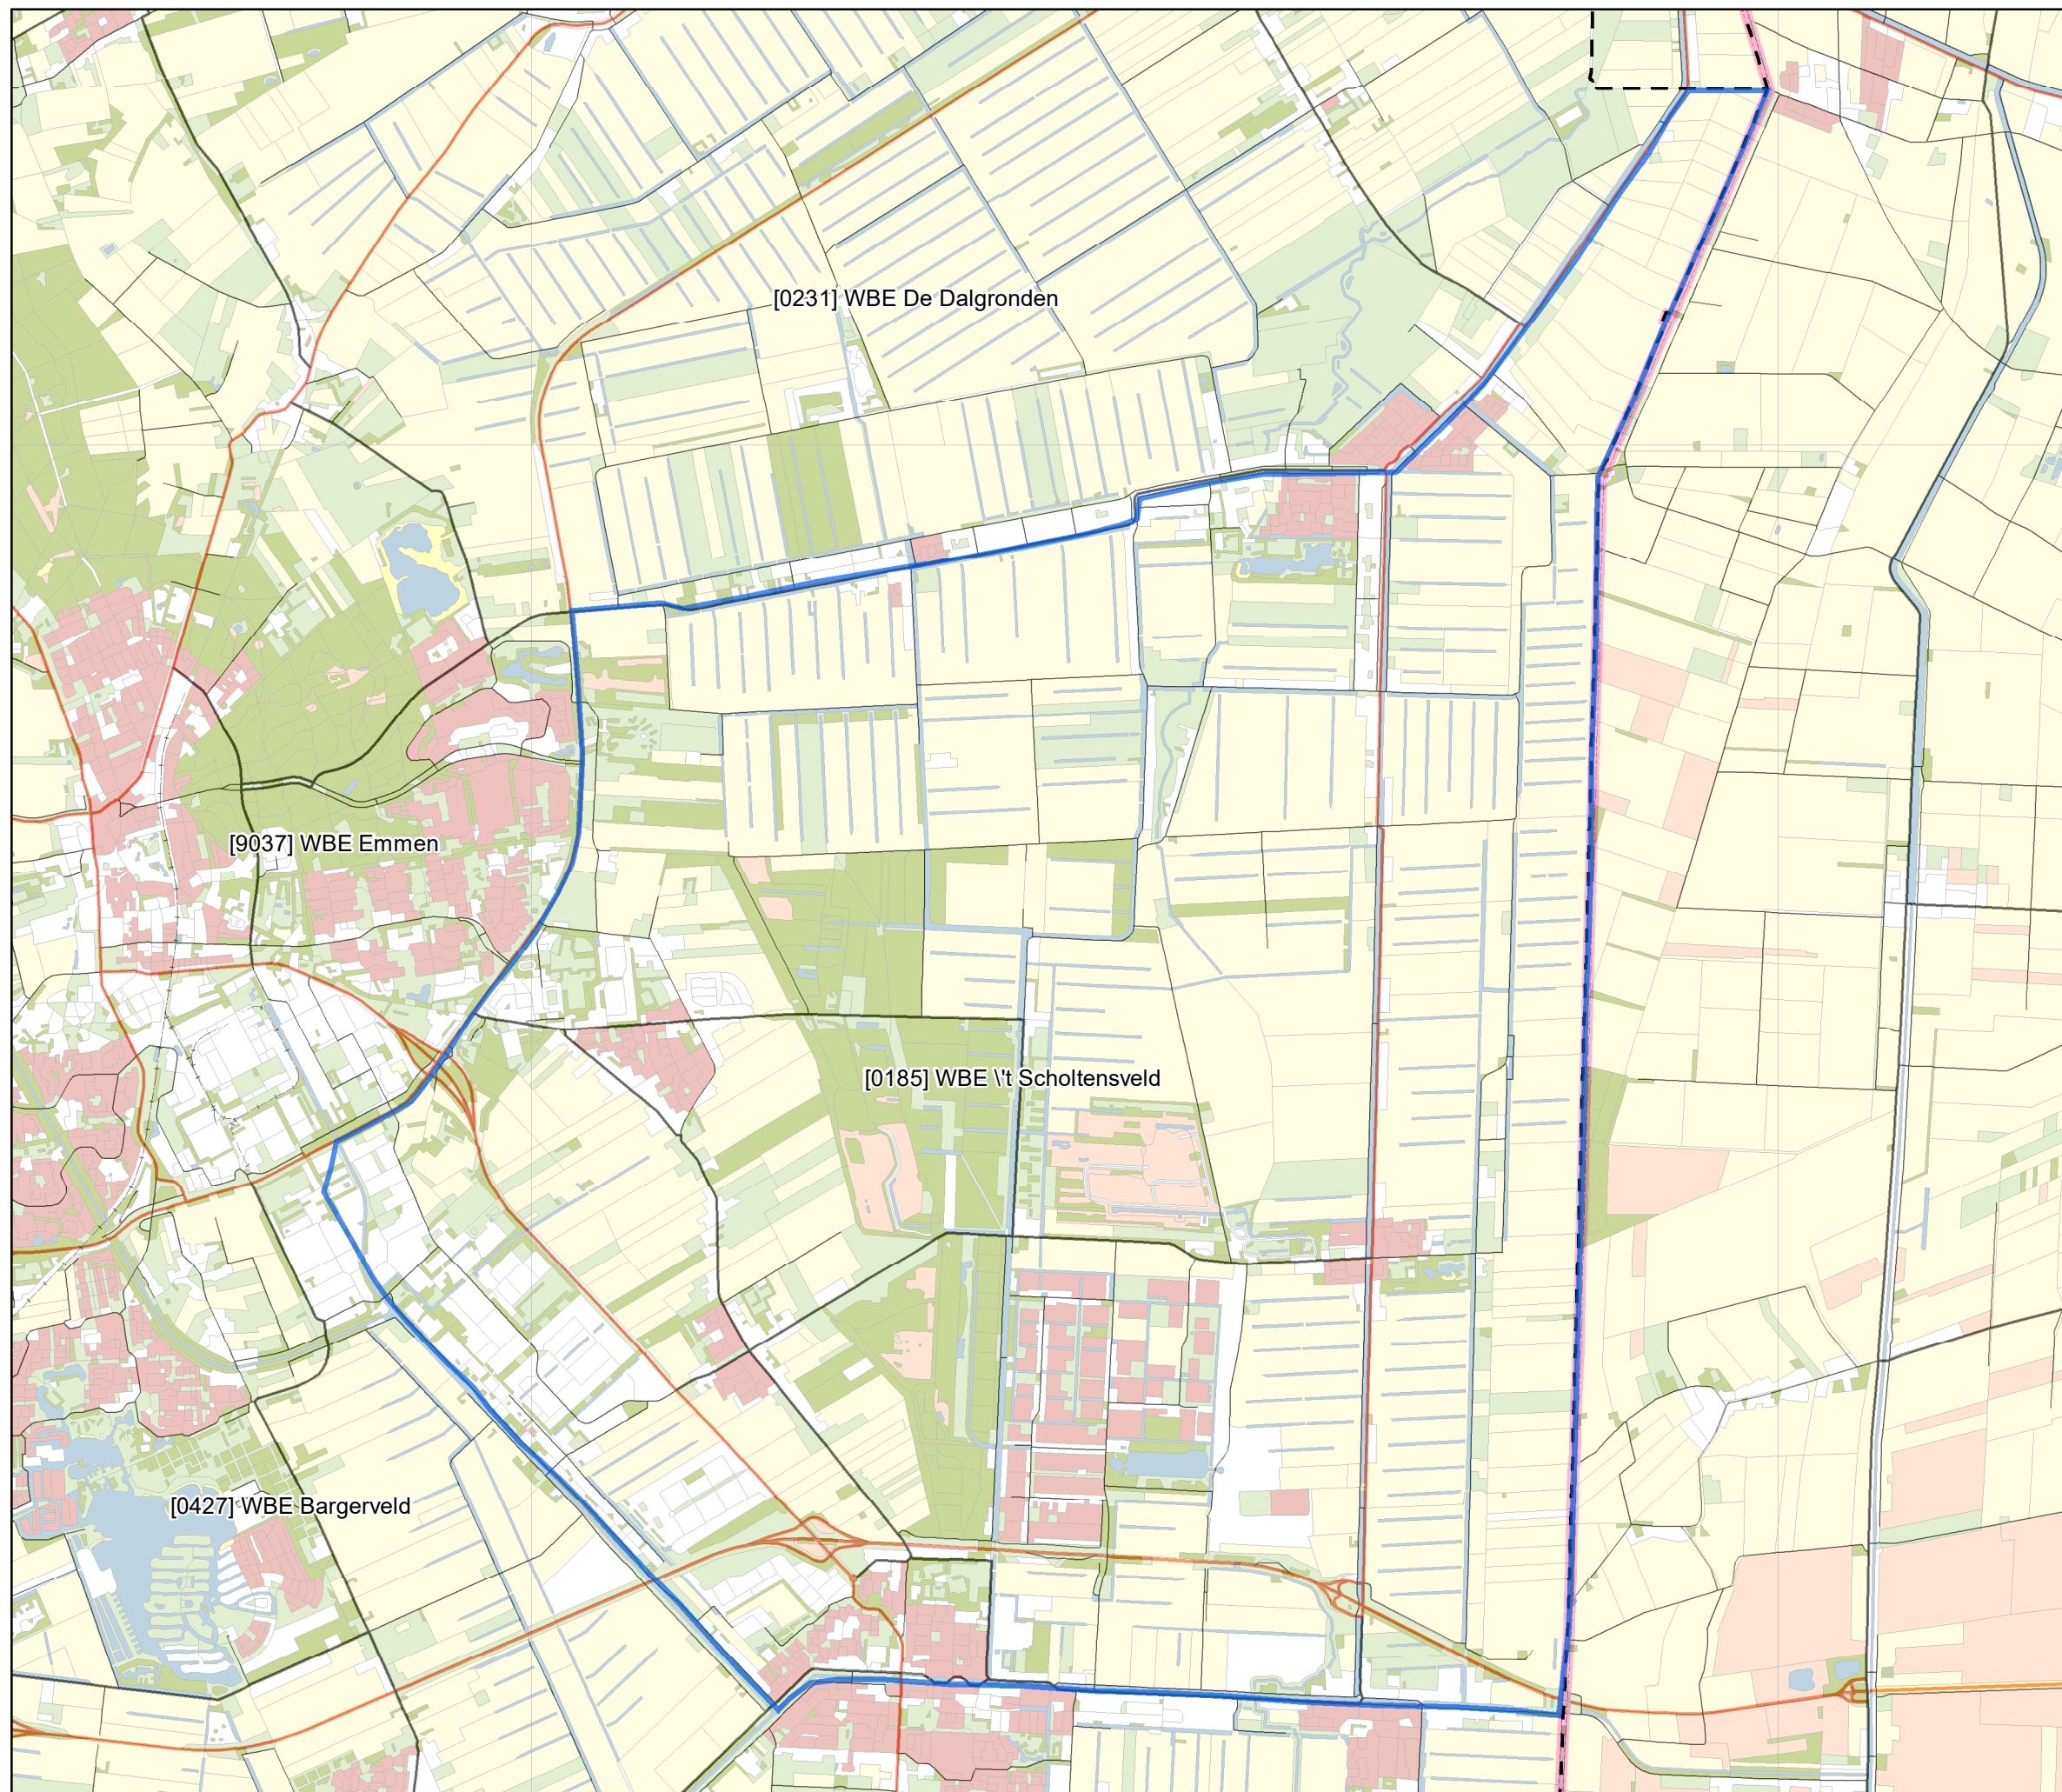 [0231] WBE De Dalgronden
[9037] WBE Emmen
[0185] WBE \'t Scholtensveld
[0427] WBE Bargerveld